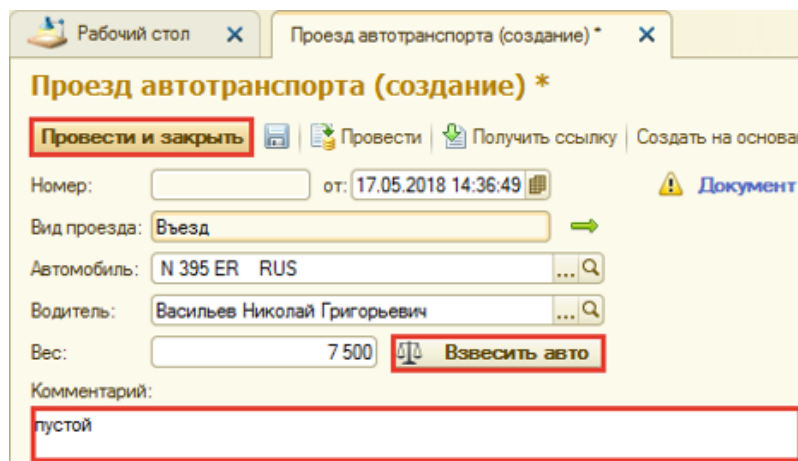 Рабочий стол
Проезд автотранспорта (создание) *
Проезд автотранспорта (создание) *
Провести и закрыть Провести Получить ссылку Создать на
Номер: от: 17.05.2018 14:36:49 Документ
Вид проезда: Въезд
Автомобиль: N 395 ER RUS ...
Водитель: Васильев Николай Григорьевич ...
Вес: 7 500 Взвесить авто
Комментарий:
пустой